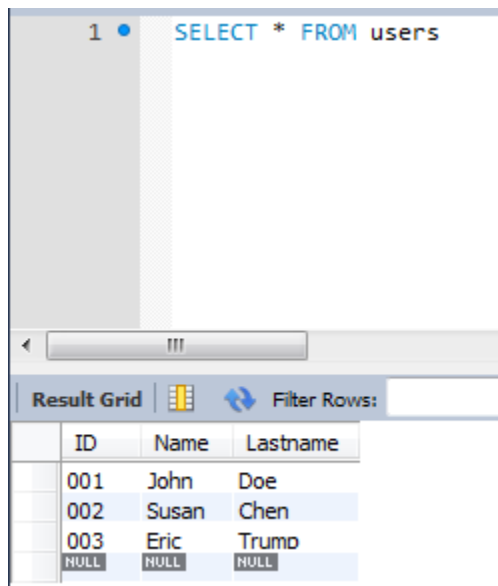 1 SELECT * FROM users
Result Grid Filter Rows:
ID Name Lastname
001 John Doe
002 Susan Chen
003 Eric Trump
NULL NULL NULL